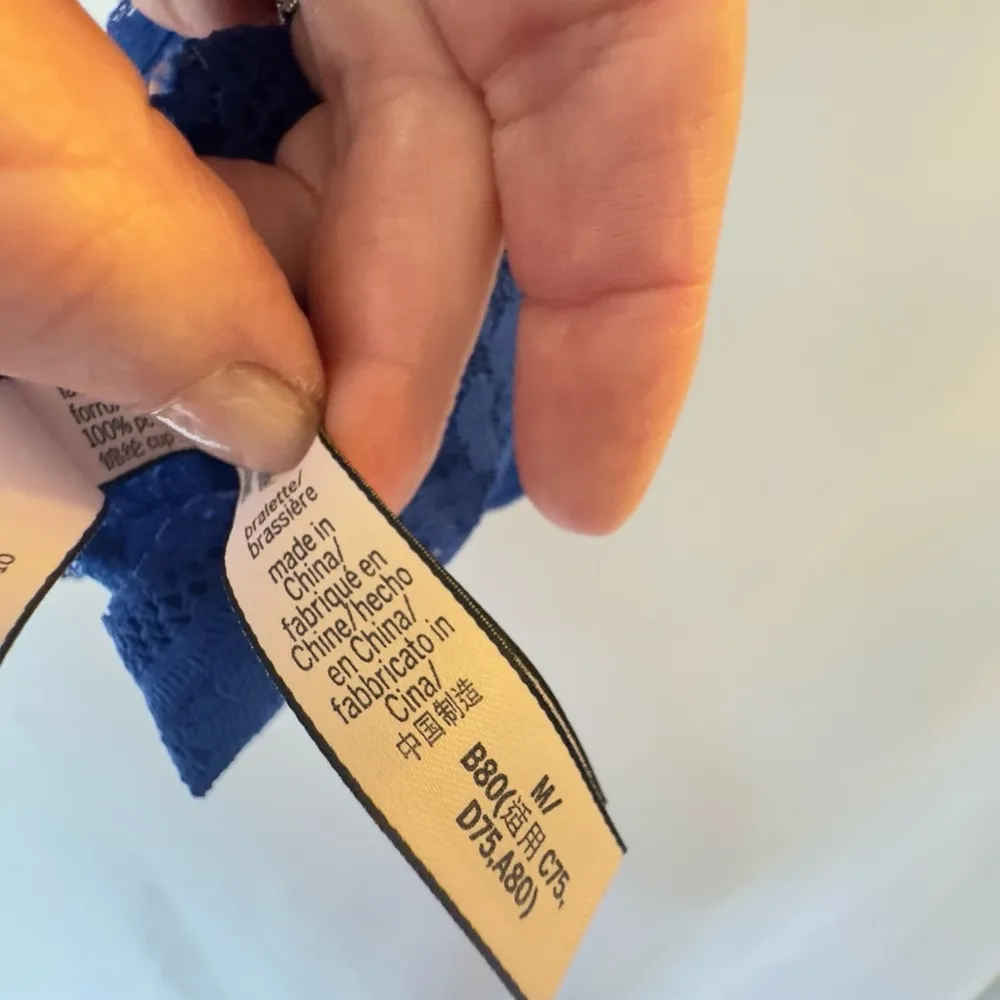 100%
cup
bralette/
brassière
made in
China/
fabriqué en
Chine/hecho
en China/
fabbricato in
Cina/
中国制造
M/
B80(适用 C75,
D75,A80)